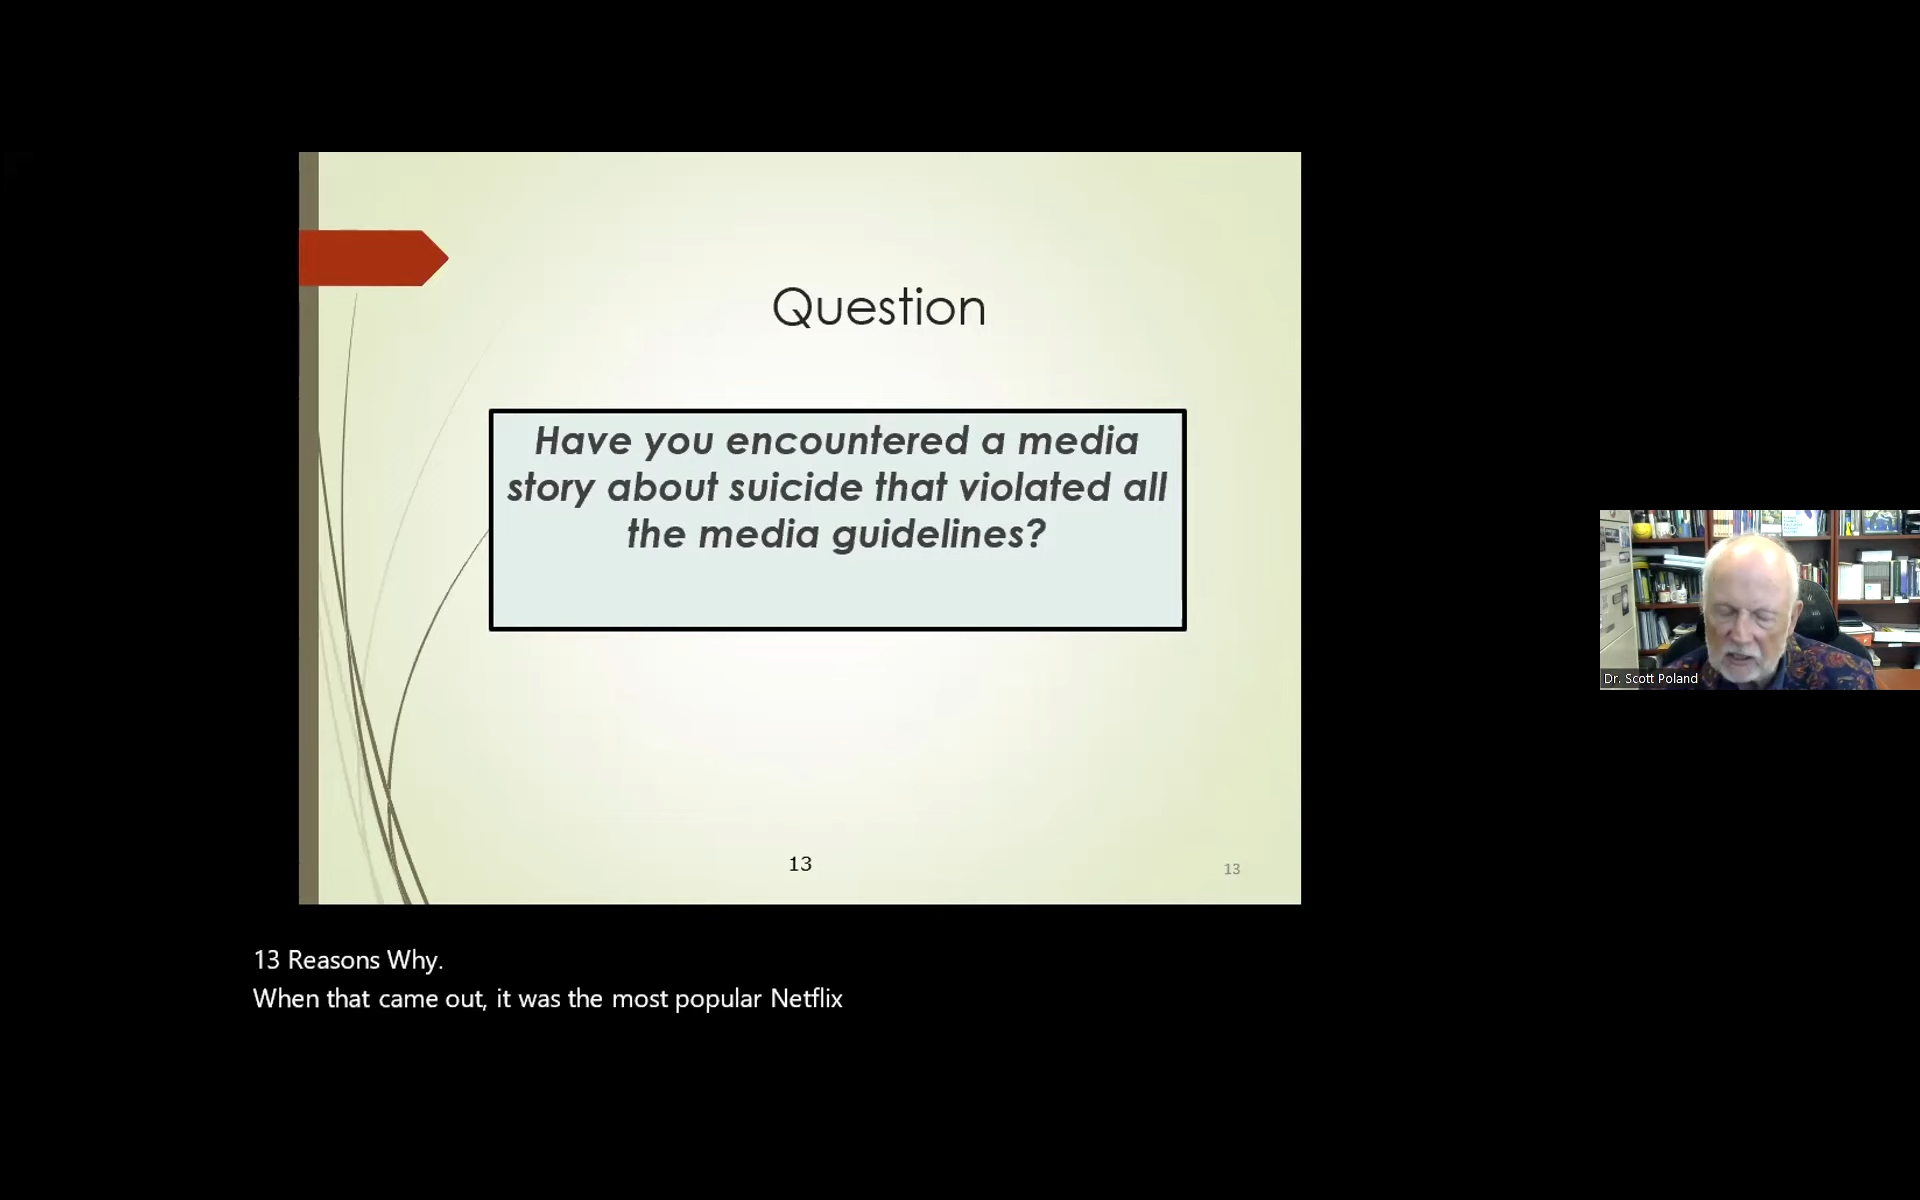 Question
Have you encountered a media
story about suicide that violated all
the media guidelines?
13
13
Dr. Scott Poland
13 Reasons Why.
When that came out, it was the most popular Netflix